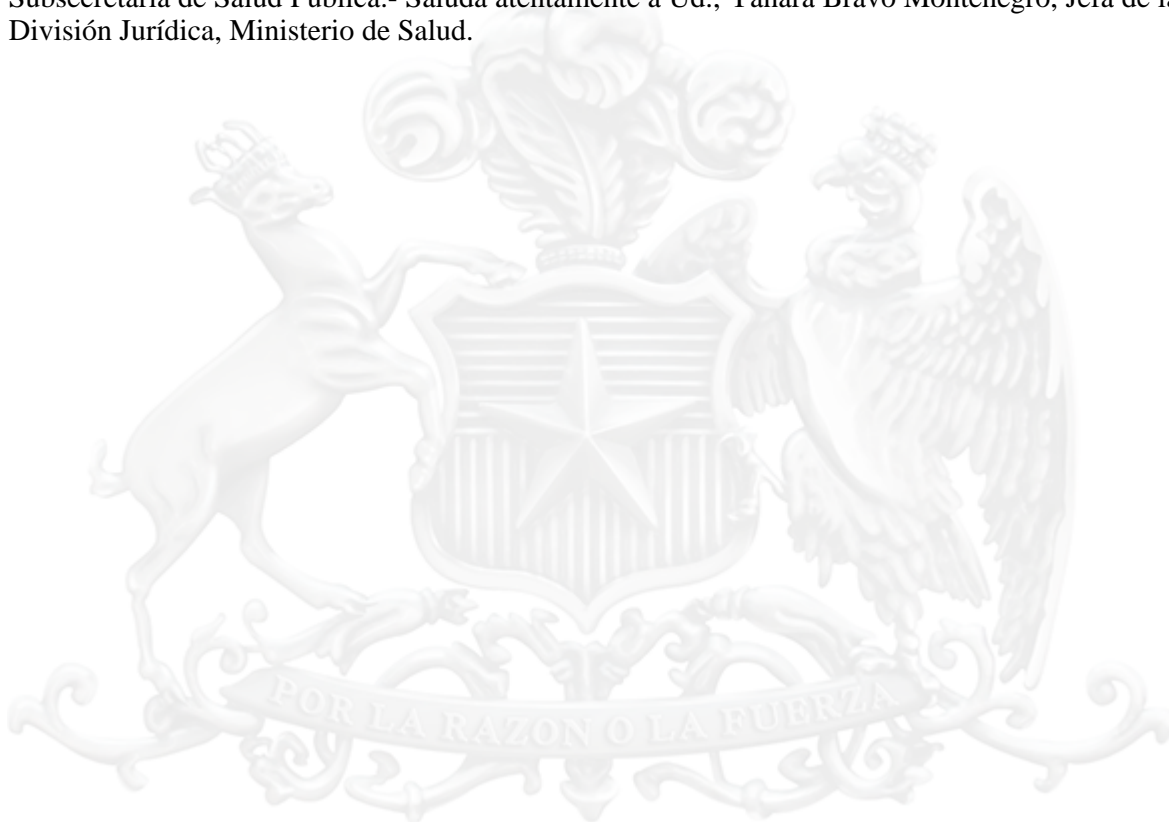 Subsecretaria de Salud Pública.- Saluda atentamente a Ud., Bravo Montenegro, Jefa de la
División Jurídica, Ministerio de Salud.
POR LA RAZON O LA FUERZA